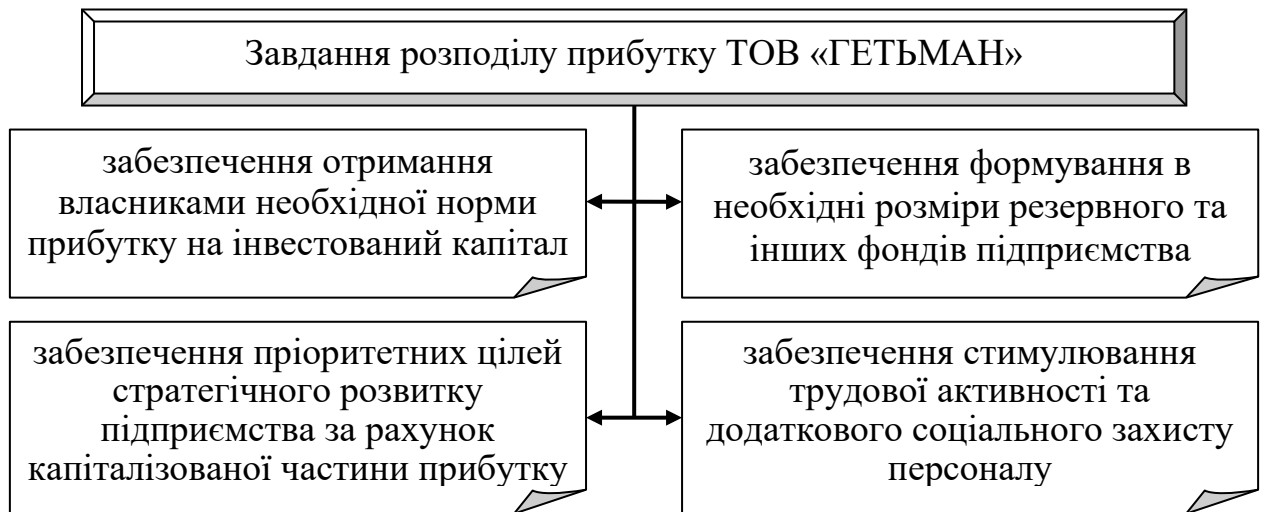 Завдання розподілу прибутку ТОВ «ГЕТЬМАН»
забезпечення отримання
власниками необхідної норми
прибутку на інвестований капітал
забезпечення формування в
необхідні розміри резервного та
інших фондів підприємства
забезпечення пріоритетних цілей
стратегічного розвитку
підприємства за рахунок
капіталізованої частини прибутку
забезпечення стимулювання
трудової активності та
додаткового соціального захисту
персоналу